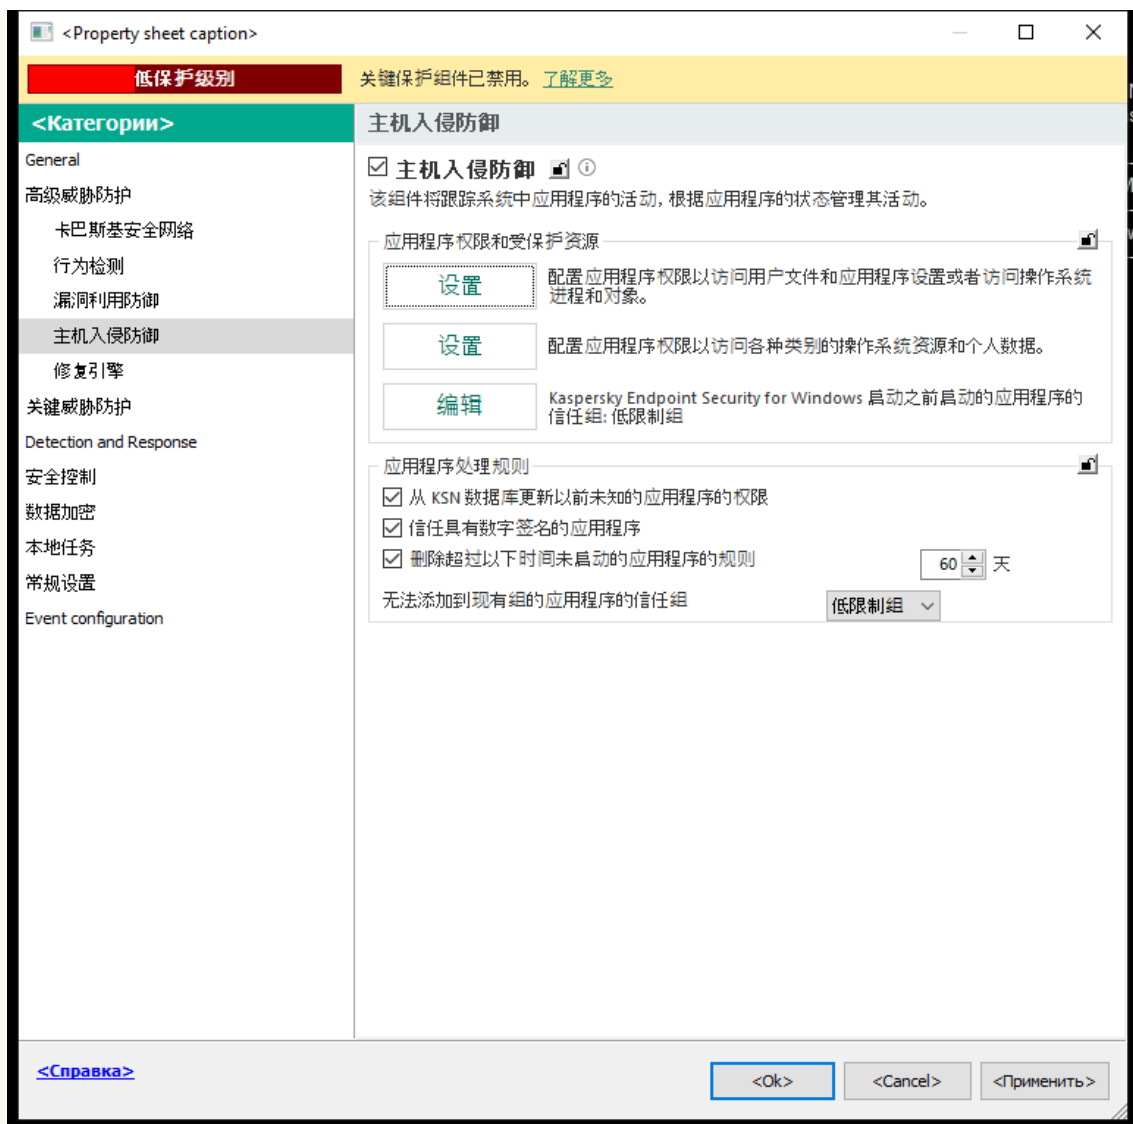 <Property sheet caption>
低保护级别
关键保护组件已禁用。 了解更多
<Категории>
General
高级威胁防护
卡巴斯基安全网络
行为检测
漏洞利用防御
主机入侵防御
修复引擎
关键威胁防护
Detection and Response
安全控制
数据加密
本地任务
常规设置
Event configuration
主机入侵防御
主机入侵防御
该组件将跟踪系统中应用程序的活动, 根据应用程序的状态管理其活动。
应用程序权限和受保护资源
设置
配置应用程序权限以访问用户文件和应用程序设置或者访问操作系统
进程和对象。
设置
配置应用程序权限以访问各种类别的操作系统资源和个人数据。
编辑
Kaspersky Endpoint Security for Windows 启动之前启动的应用程序的
信任组: 低限制组
应用程序处理规则
从 KSN 数据库更新以前未知的应用程序的权限
信任具有数字签名的应用程序
删除超过以下时间未启动的应用程序的规则 60 天
无法添加到现有组的应用程序的信任组 低限制组
<Справка>
<Ok> <Cancel> <Применить>